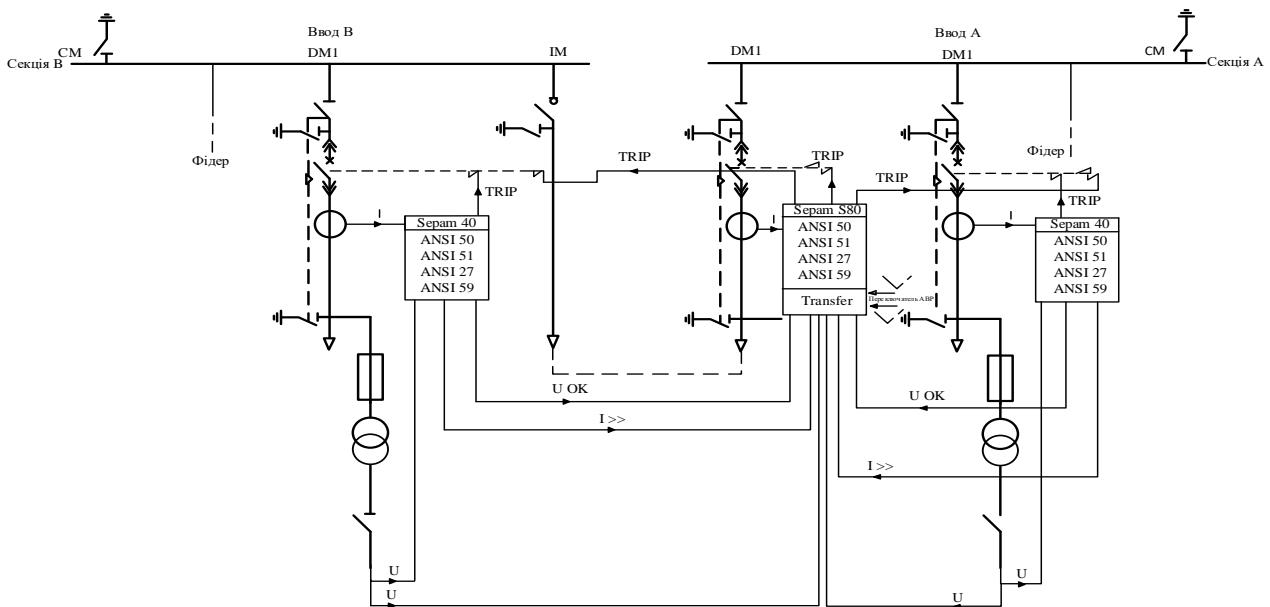 Ввод В
Ввод А
СМ
DM1
IM
DM1
DM1
СМ
Секція В
Секція А
Фідер
Фідер
TRIP
TRIP
TRIP
TRIP
TRIP
I
I
I
Sepam 40
ANSI 50
ANSI 51
ANSI 27
ANSI 59
Sepam S80
ANSI 50
ANSI 51
ANSI 27
ANSI 59
Transfer
Переключатель АВР
Sepam 40
ANSI 50
ANSI 51
ANSI 27
ANSI 59
U OK
U OK
I >>
I >>
U
U
U
U